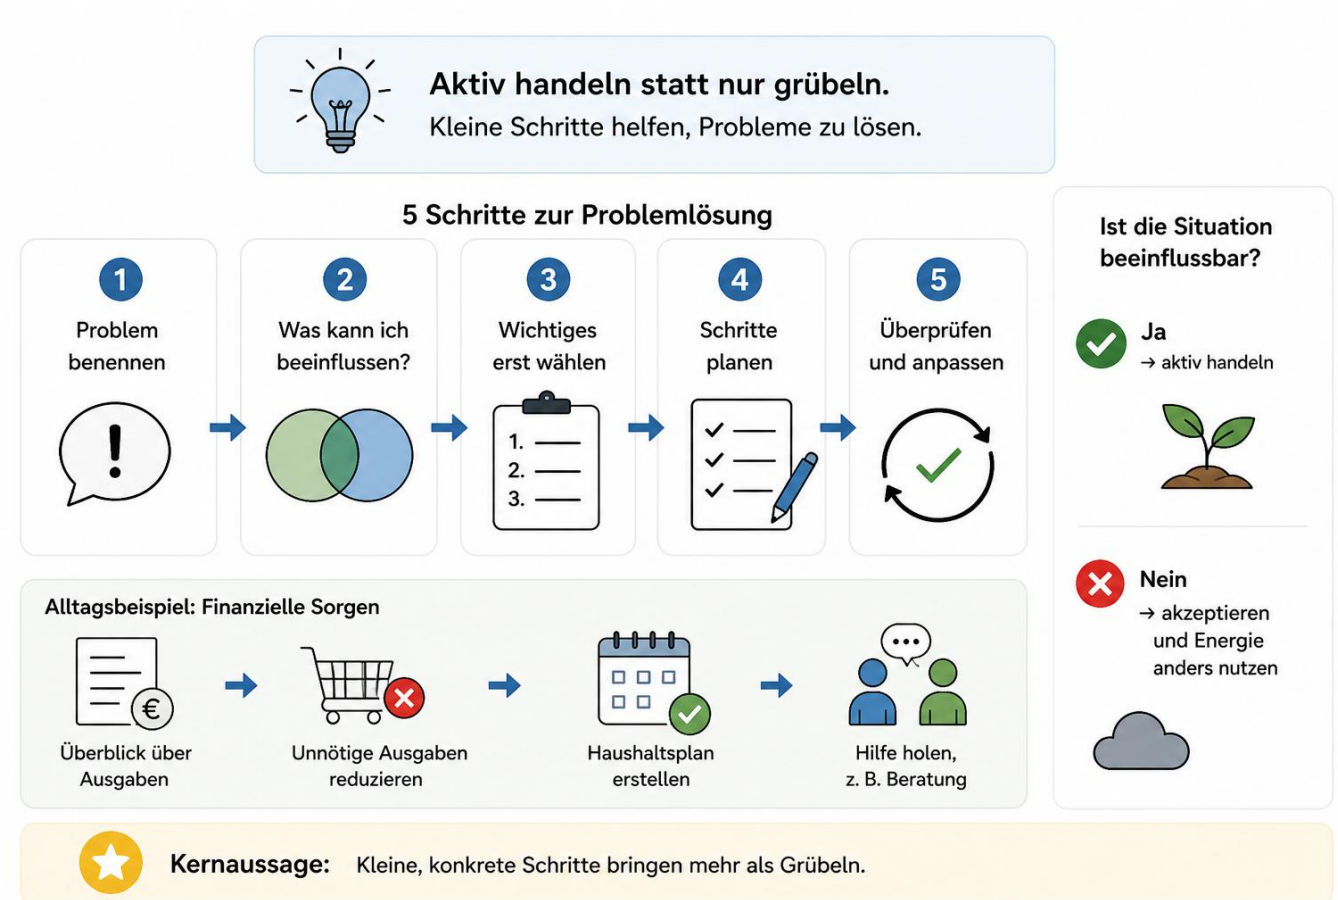 Aktiv handeln statt nur grübeln.
Kleine Schritte helfen, Probleme zu lösen.
5 Schritte zur Problemlösung
1
Problem
benennen
2
Was kann ich
beeinflussen?
3
Wichtiges
erst wählen
1.
2.
3.
4
Schritte
planen
5
Überprüfen
und anpassen
Ist die Situation
beeinflussbar?
Ja
→ aktiv handeln
Nein
→ akzeptieren
und Energie
anders nutzen
Alltagsbeispiel: Finanzielle Sorgen
€
Überblick über
Ausgaben
Unnötige Ausgaben
reduzieren
Haushaltsplan
erstellen
Hilfe holen,
z. B. Beratung
Kernaussage: Kleine, konkrete Schritte bringen mehr als Grübeln.